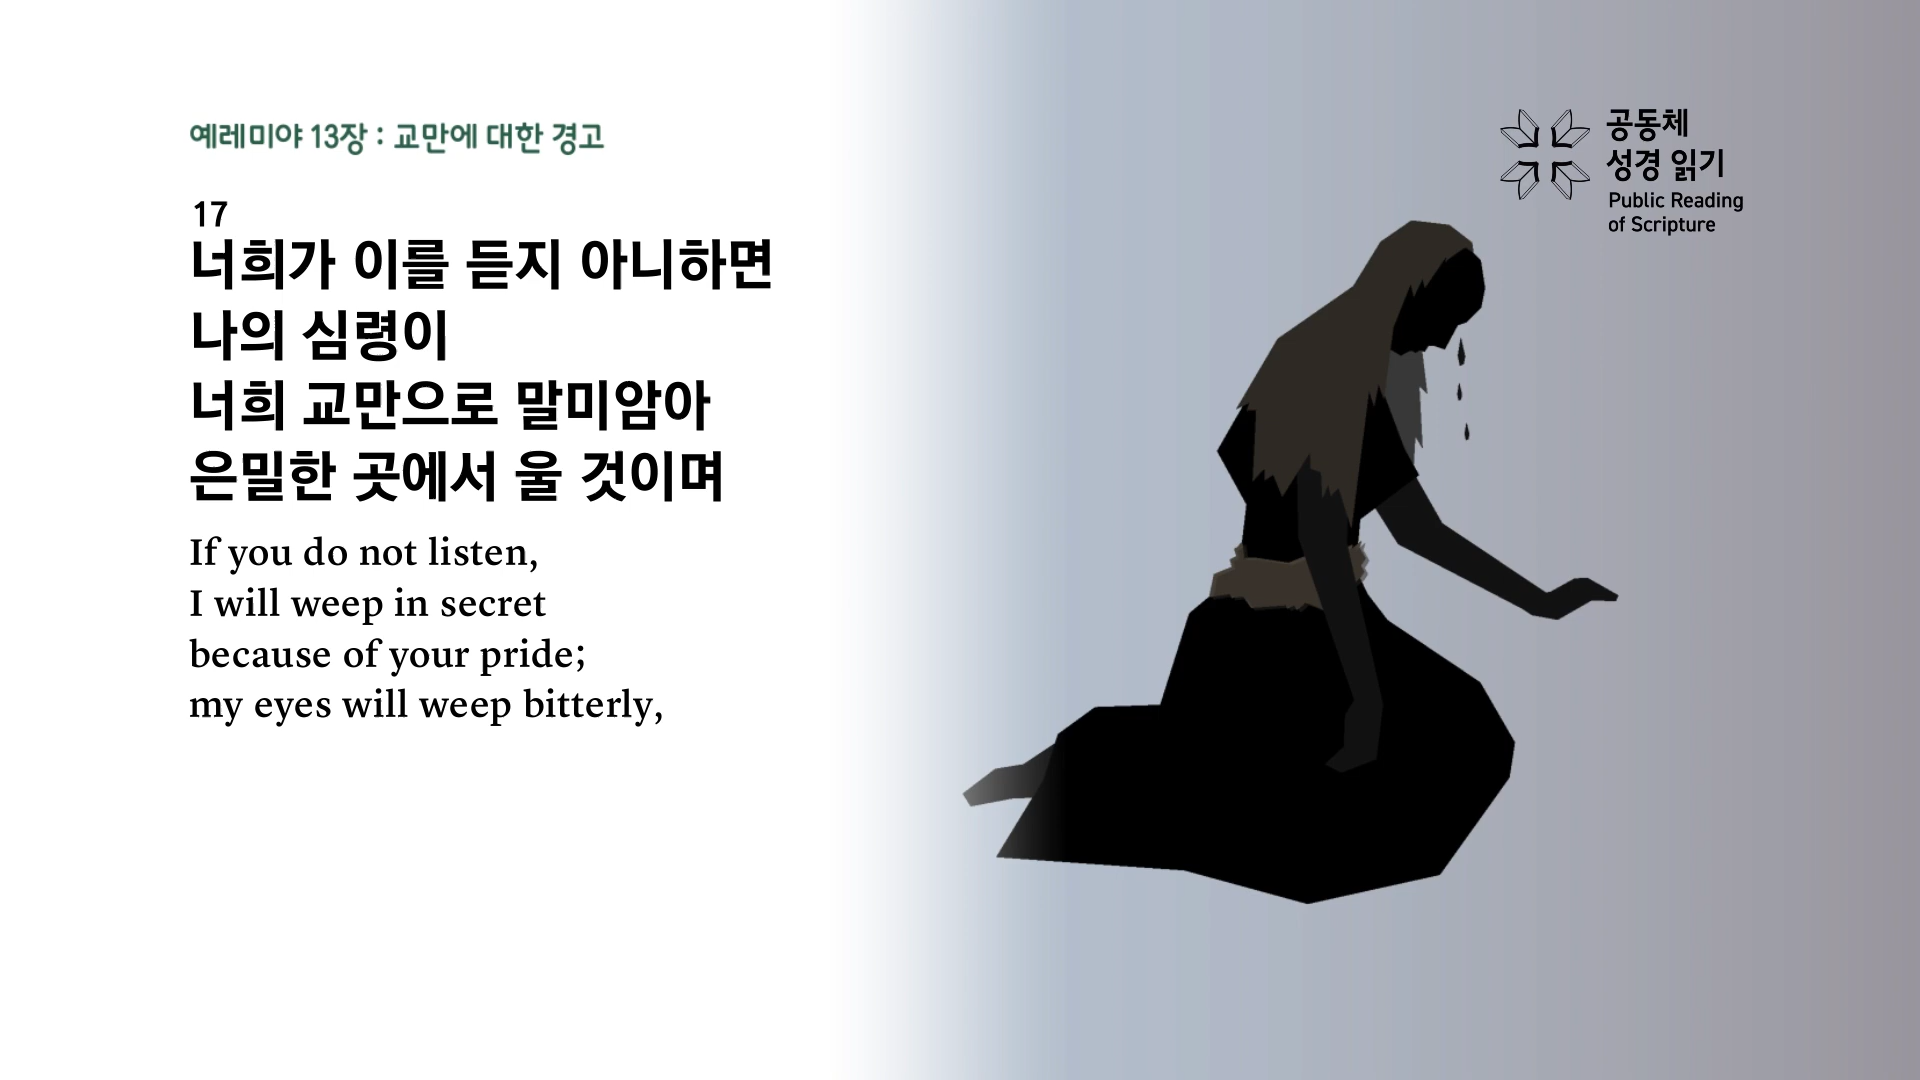 예레미야 13장 : 교만에 대한 경고
17
너희가 이를 듣지 아니하면
나의 심령이
너희 교만으로 말미암아
은밀한 곳에서 울 것이며
If you do not listen,
I will weep in secret
because of your pride;
my eyes will weep bitterly,
공동체
성경 읽기
Public Reading
of Scripture